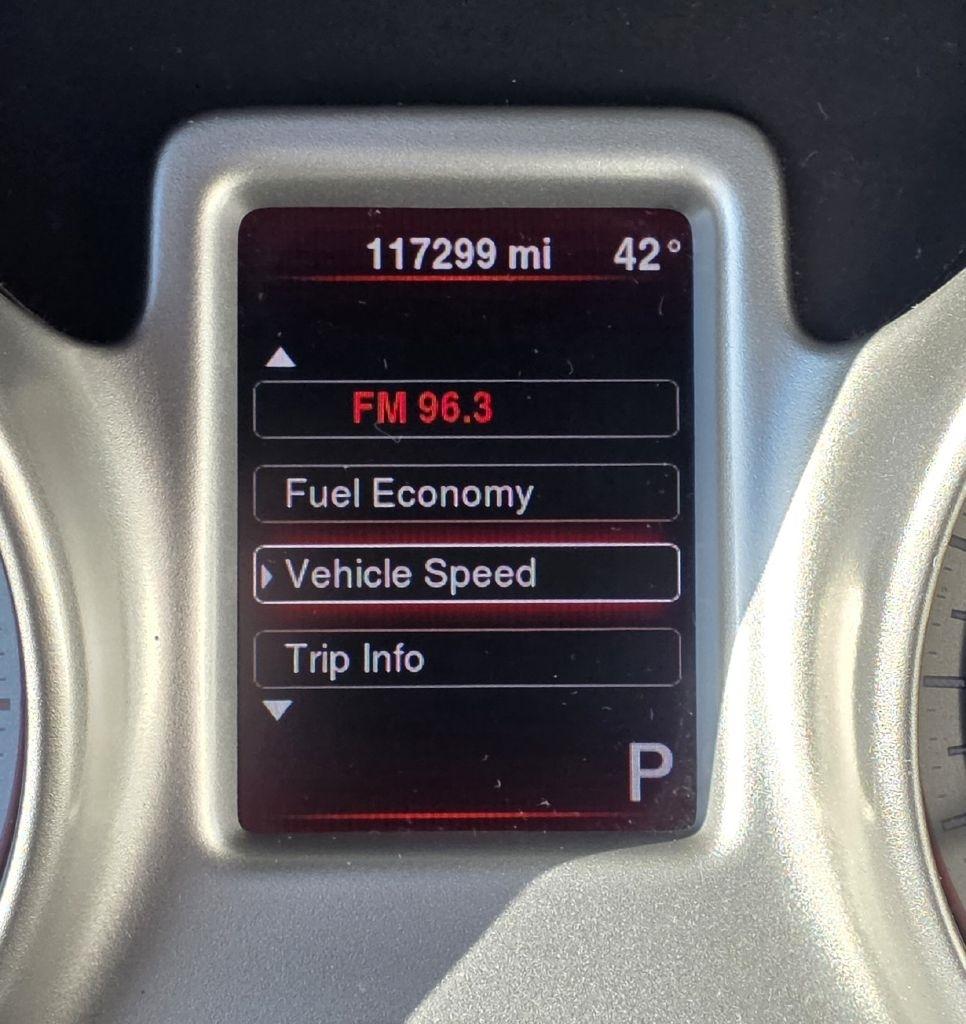 117299 mi 42°
FM 96.3
Fuel Economy
Vehicle Speed
Trip Info
P